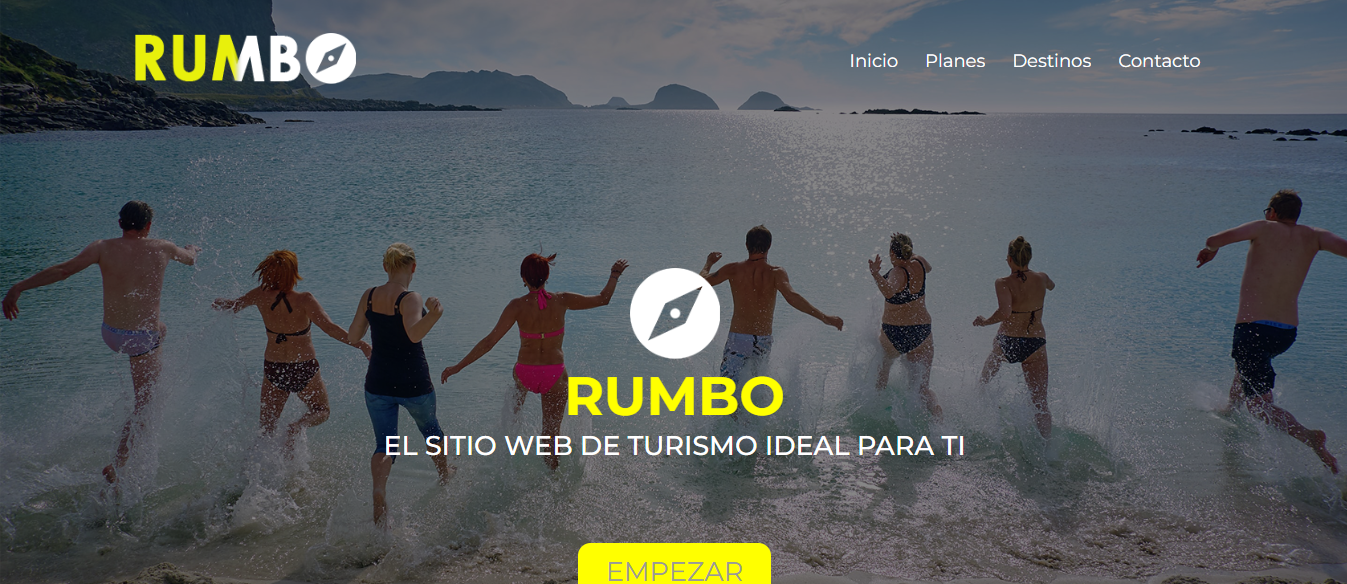 RUMBO
Inicio Planes Destinos Contacto
RUMBO
EL SITIO WEB DE TURISMO IDEAL PARA TI
EMPEZAR